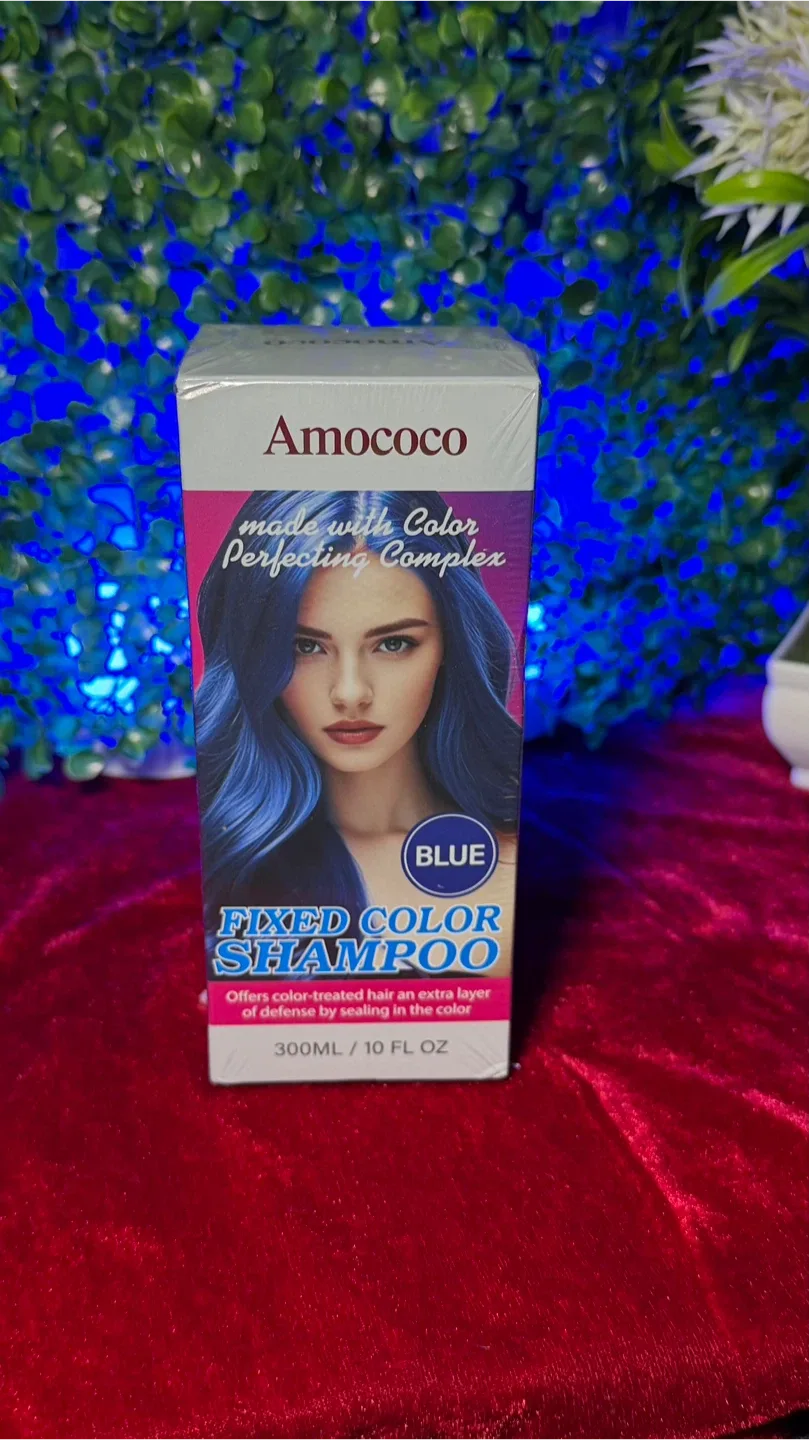 Amococo
Amococo
made with Color
Perfecting Complex
BLUE
FIXED COLOR
SHAMPOO
Offers color-treated hair an extra layer
of defense by sealing in the color
300ML / 10 FL OZ